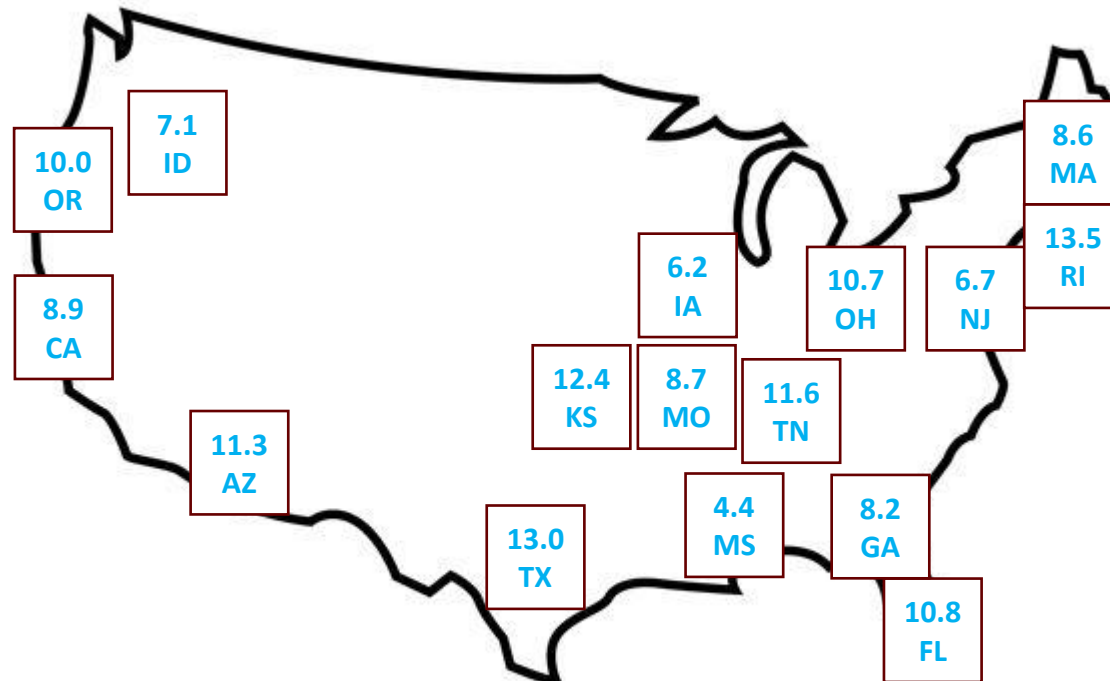 7.1
ID
10.0
OR
8.6
MA
13.5
RI
6.2
IA
10.7
OH
6.7
NJ
8.9
CA
12.4
KS
8.7
MO
11.6
TN
11.3
AZ
4.4
MS
8.2
GA
13.0
TX
10.8
FL